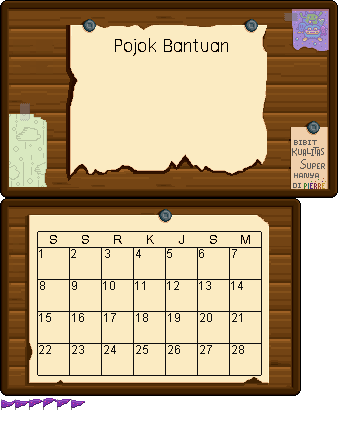 Pojok Bantuan
BIBIT
KUALITAS
SUPER
HANYA
DI PIERRE
S S R K J S M
1 2 3 4 5 6 7
8 9 10 11 12 13 14
15 16 17 18 19 20 21
22 23 24 25 26 27 28